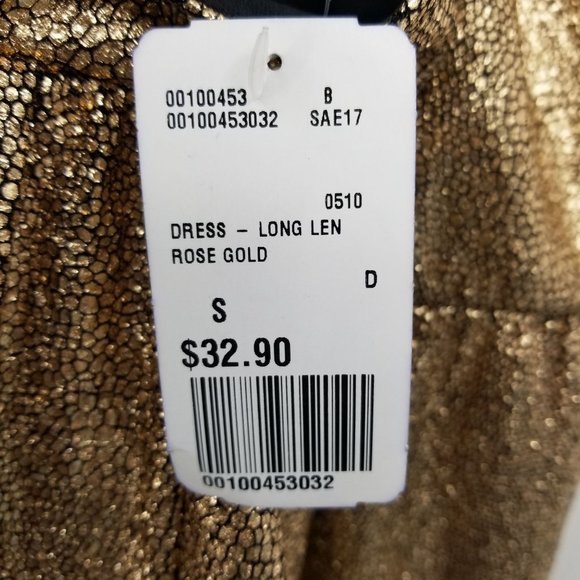 00100453 B
00100453032 SAE17
0510
DRESS - LONG LEN
ROSE GOLD
D
S
$32.90
00100453032